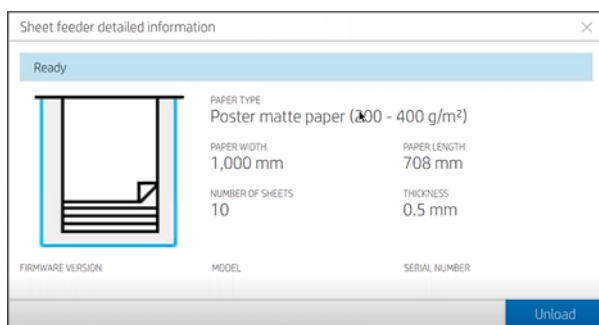 Sheet feeder detailed information
Ready
PAPER TYPE
Poster matte paper (200 - 400 g/m²)
PAPER WIDTH
PAPER LENGTH
1,000 mm
708 mm
NUMBER OF SHEETS
THICKNESS
10
0.5 mm
FIRMWARE VERSION
MODEL
SERIAL NUMBER
Unload